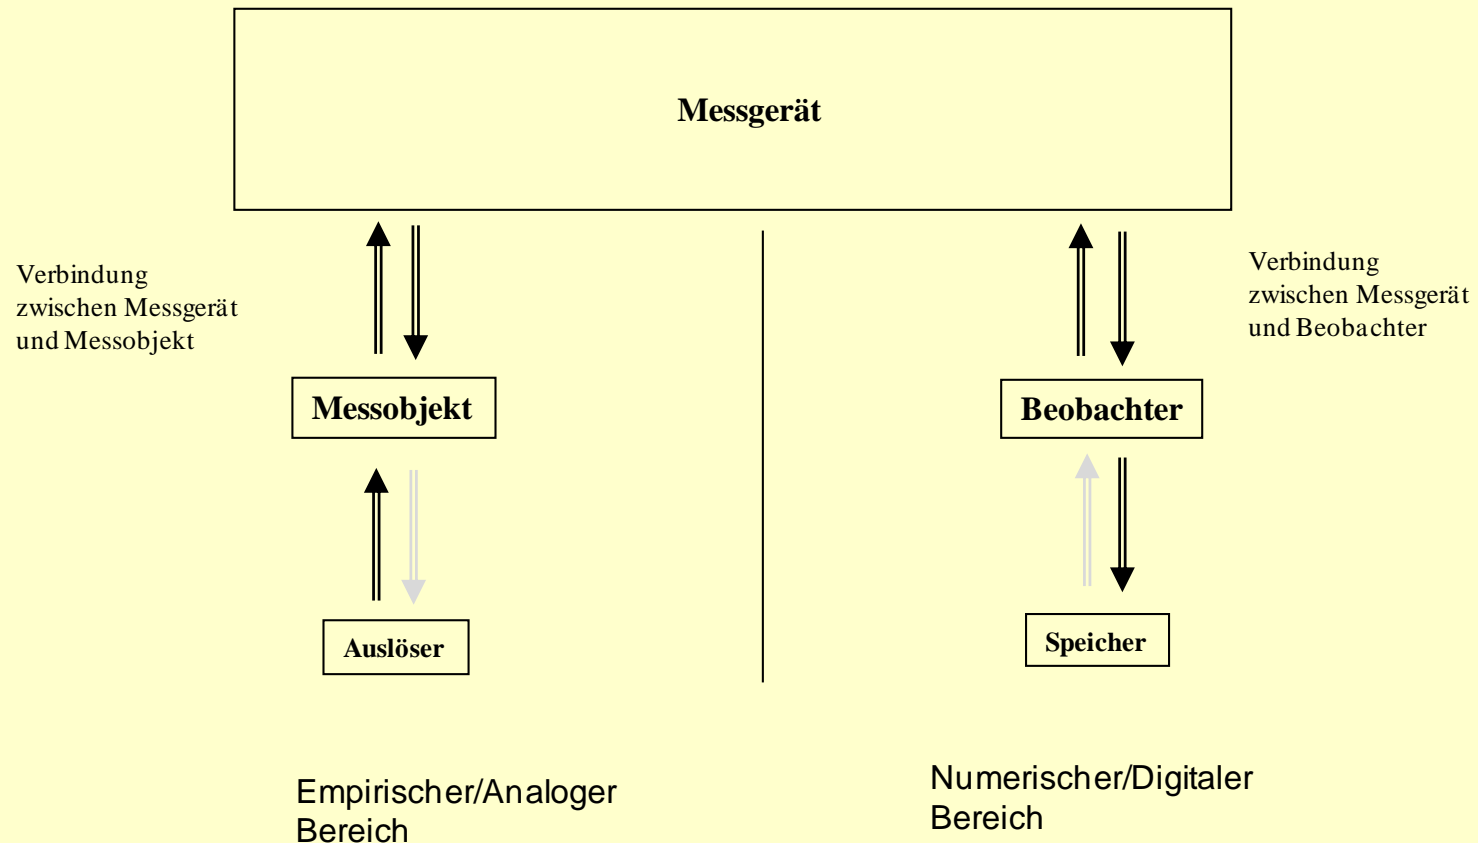 Messgerät
Verbindung
zwischen Messgerät
und Messobjekt
Verbindung
zwischen Messgerät
und Beobachter
Messobjekt
Beobachter
Auslöser
Speicher
Empirischer/Analoger
Bereich
Numerischer/Digitaler
Bereich